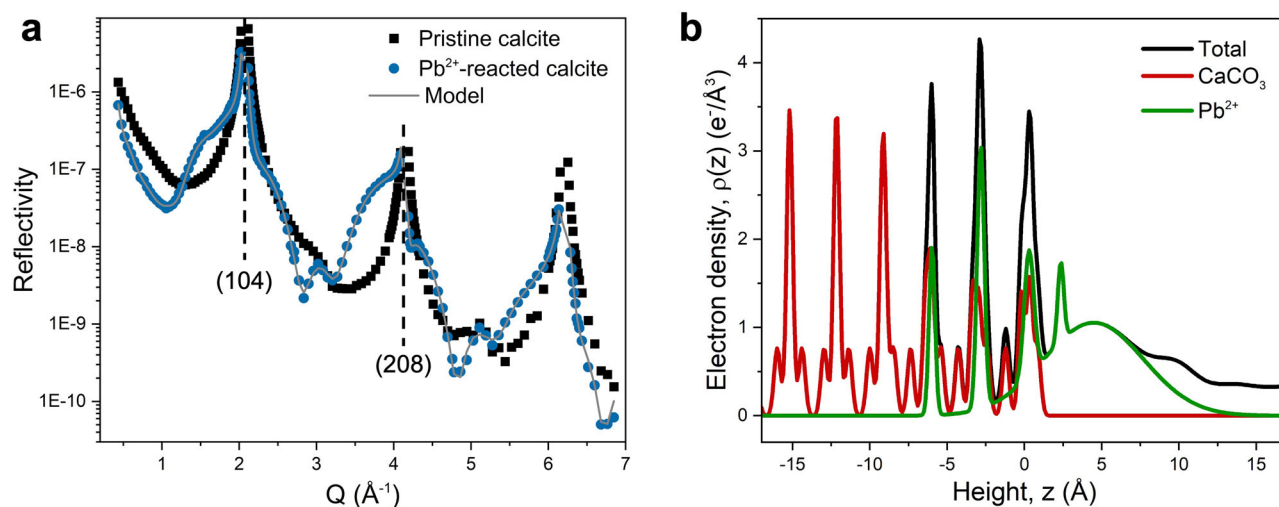 a
Pristine calcite
Pb²⁺-reacted calcite
Model
1E-6
1E-7
1E-8
1E-9
1E-10
Reflectivity
(104)
(208)
1 2 3 4 5 6 7
Q (Å⁻¹)
b
Total
CaCO₃
Pb²⁺
4
3
2
1
0
Electron density, ρ(z) (e⁻/Å³)
-15 -10 -5 0 5 10 15
Height, z (Å)